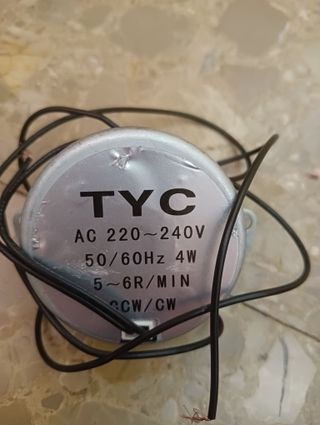 TYC
AC 220~240V
50/60Hz 4W
5~6R/MIN
CCW/CW